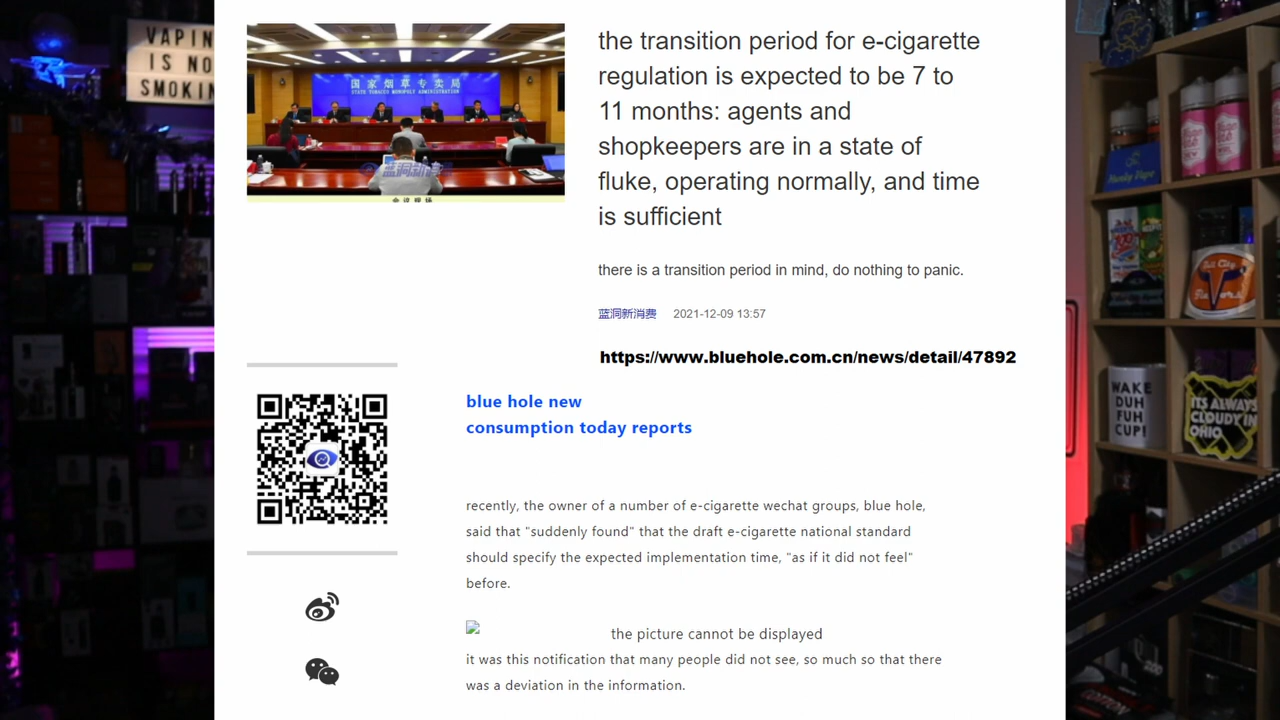 VAPIN
IS NO
SMOKIN
国家烟草专卖局
STATE TOBACCO MONOPOLY ADMINISTRATION
蓝洞新消费
会议现场
the transition period for e-cigarette
regulation is expected to be 7 to
11 months: agents and
shopkeepers are in a state of
fluke, operating normally, and time
is sufficient
there is a transition period in mind, do nothing to panic.
蓝洞新消费 2021-12-09 13:57
https://www.bluehole.com.cn/news/detail/47892
blue hole new
consumption today reports
recently, the owner of a number of e-cigarette wechat groups, blue hole,
said that "suddenly found" that the draft e-cigarette national standard
should specify the expected implementation time, "as if it did not feel"
before.
the picture cannot be displayed
it was this notification that many people did not see, so much so that there
was a deviation in the information.
WAKE
DUH
FUH
CUP!
ITS ALWAYS
CLOUDY IN
OHIO